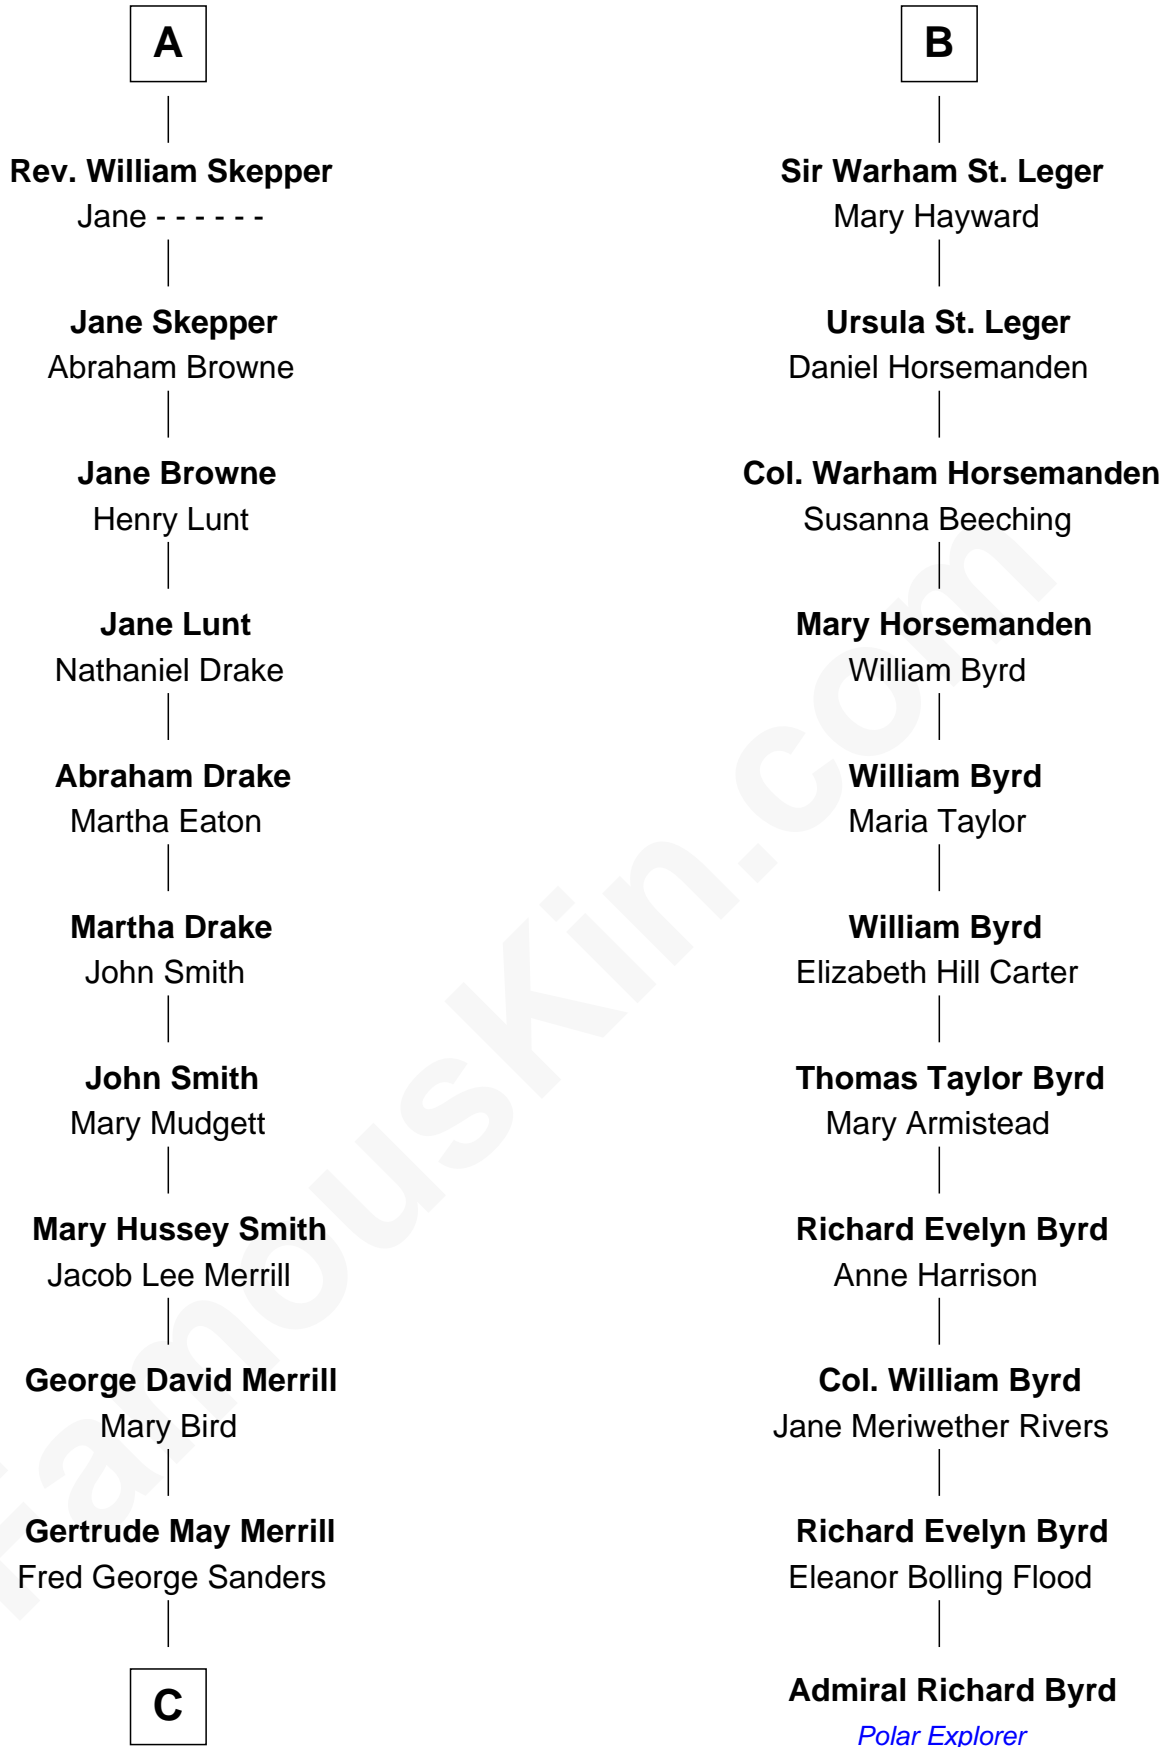 A
Rev. William Skepper
Jane - - - - - -
Jane Skepper
Abraham Browne
Jane Browne
Henry Lunt
Jane Lunt
Nathaniel Drake
Abraham Drake
Martha Eaton
Martha Drake
John Smith
John Smith
Mary Mudgett
Mary Hussey Smith
Jacob Lee Merrill
George David Merrill
Mary Bird
Gertrude May Merrill
Fred George Sanders
C
B
Sir Warham St. Leger
Mary Hayward
Ursula St. Leger
Daniel Horsemanden
Col. Warham Horsemanden
Susanna Beeching
Mary Horsemanden
William Byrd
William Byrd
Maria Taylor
William Byrd
Elizabeth Hill Carter
Thomas Taylor Byrd
Mary Armistead
Richard Evelyn Byrd
Anne Harrison
Col. William Byrd
Jane Meriwether Rivers
Richard Evelyn Byrd
Eleanor Bolling Flood
Admiral Richard Byrd
Polar Explorer
FamousKin.com